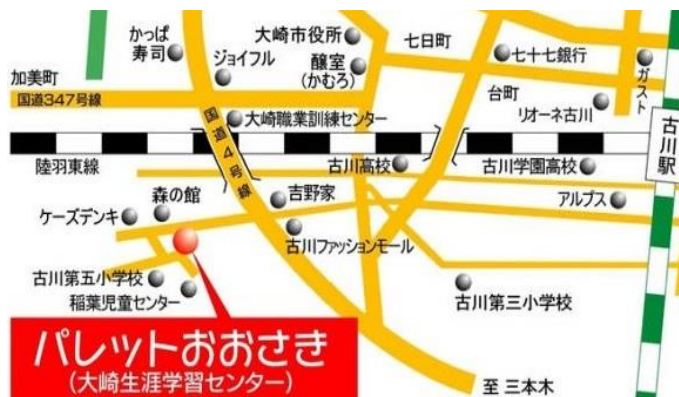 かっぱ
寿司
ジョイフル
大崎市役所
醸室
(かむろ)
七日町
七十七銀行
ガスト
加美町
国道347号線
台町
リオーネ古川
大崎職業訓練センター
国道4号線
古川駅
陸羽東線
古川高校
古川学園高校
森の館
吉野家
アルプス
ケーズデンキ
古川ファッションモール
古川第五小学校
稲葉児童センター
古川第三小学校
パレットおおさき
(大崎生涯学習センター)
至 三本木